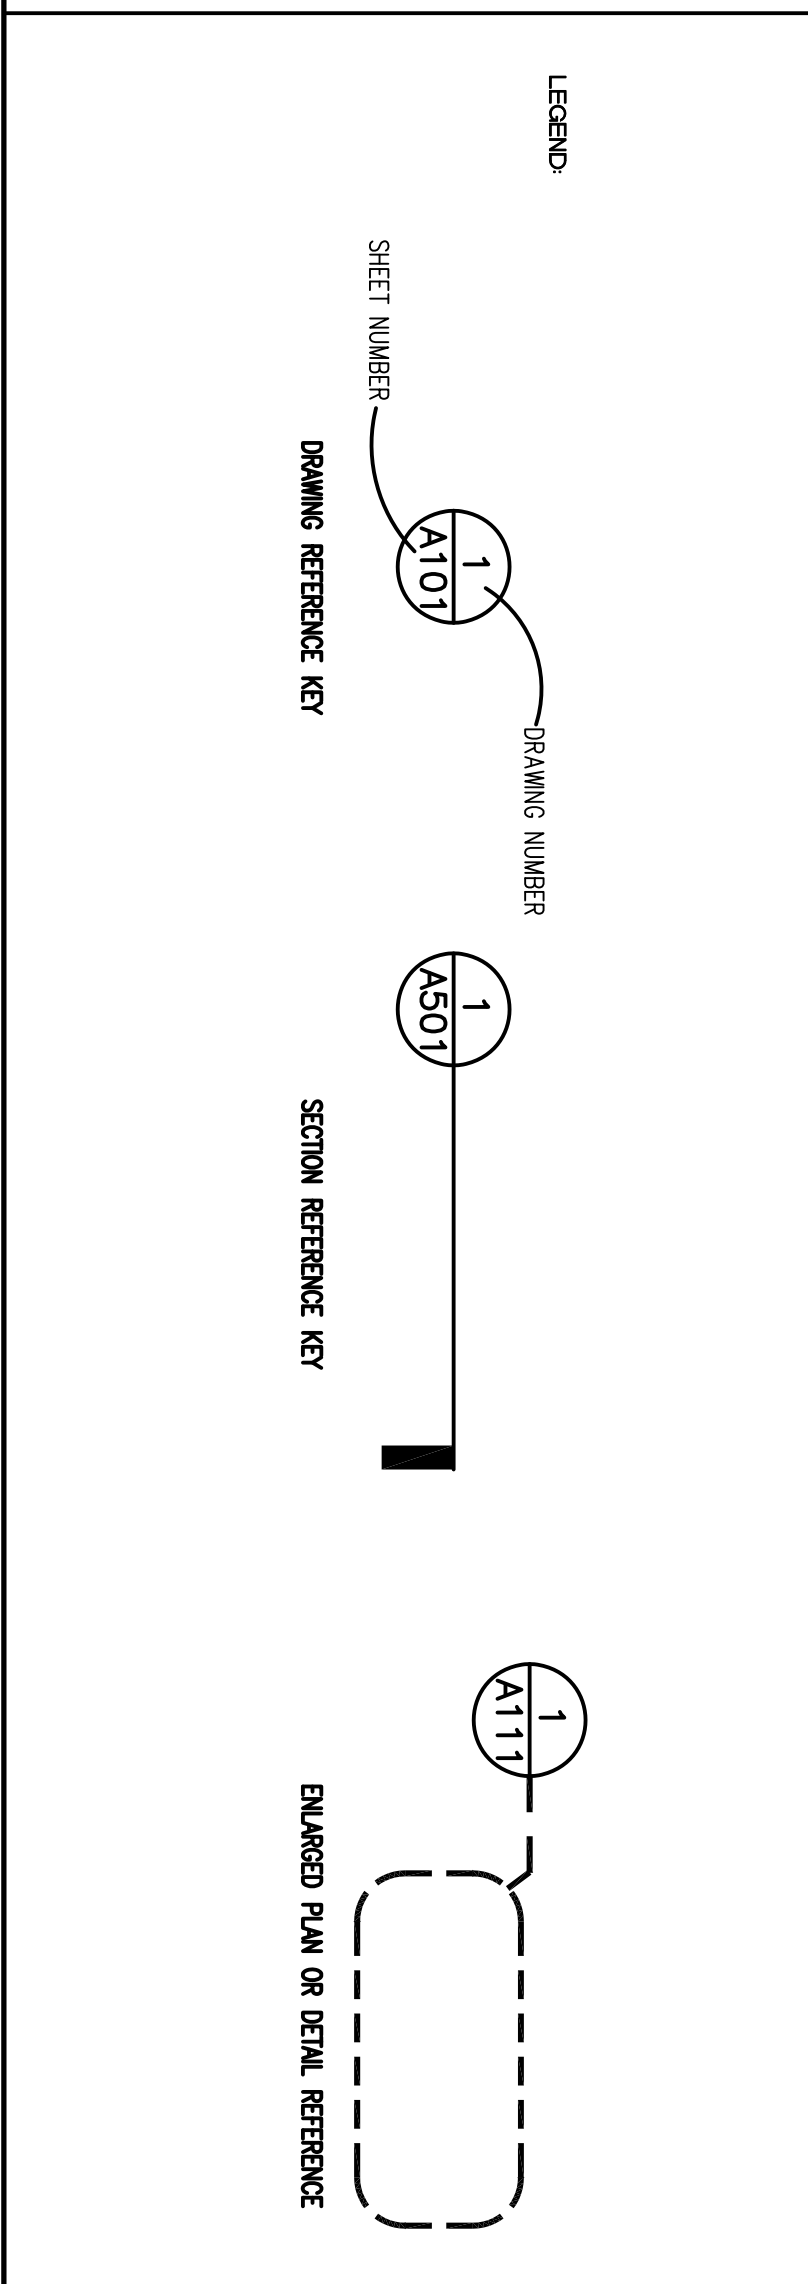 LEGEND:
SHEET NUMBER
1
A101
DRAWING NUMBER
DRAWING REFERENCE KEY
1
A501
SECTION REFERENCE KEY
1
A111
ENLARGED PLAN OR DETAIL REFERENCE